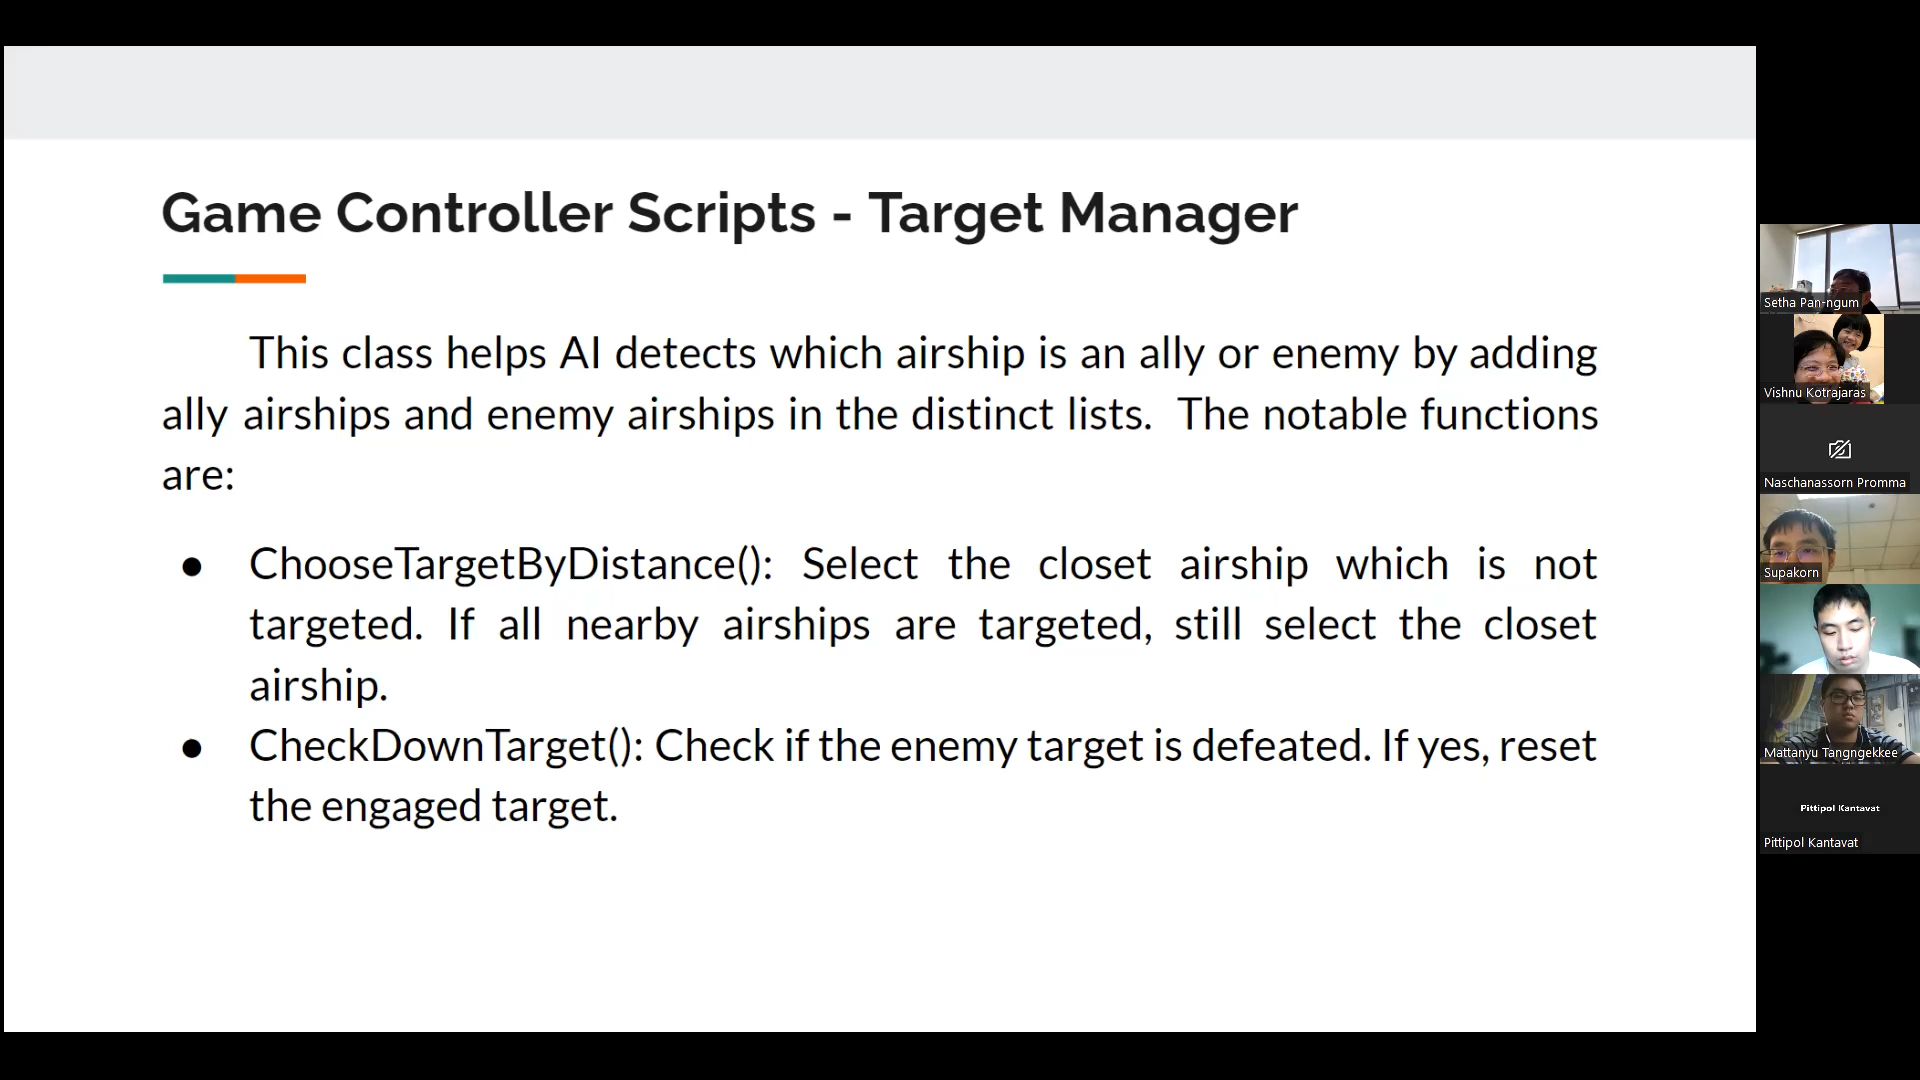 Game Controller Scripts - Target Manager
This class helps AI detects which airship is an ally or enemy by adding
ally airships and enemy airships in the distinct lists. The notable functions
are:
● ChooseTargetByDistance(): Select the closet airship which is not
targeted. If all nearby airships are targeted, still select the closet
airship.
● CheckDownTarget(): Check if the enemy target is defeated. If yes, reset
the engaged target.
Setha Pan-ngum
Vishnu Kotrajaras
Naschanassorn Promma
Supakorn
Mattanyu Tangngekkee
Pittipol Kantavat
Pittipol Kantavat